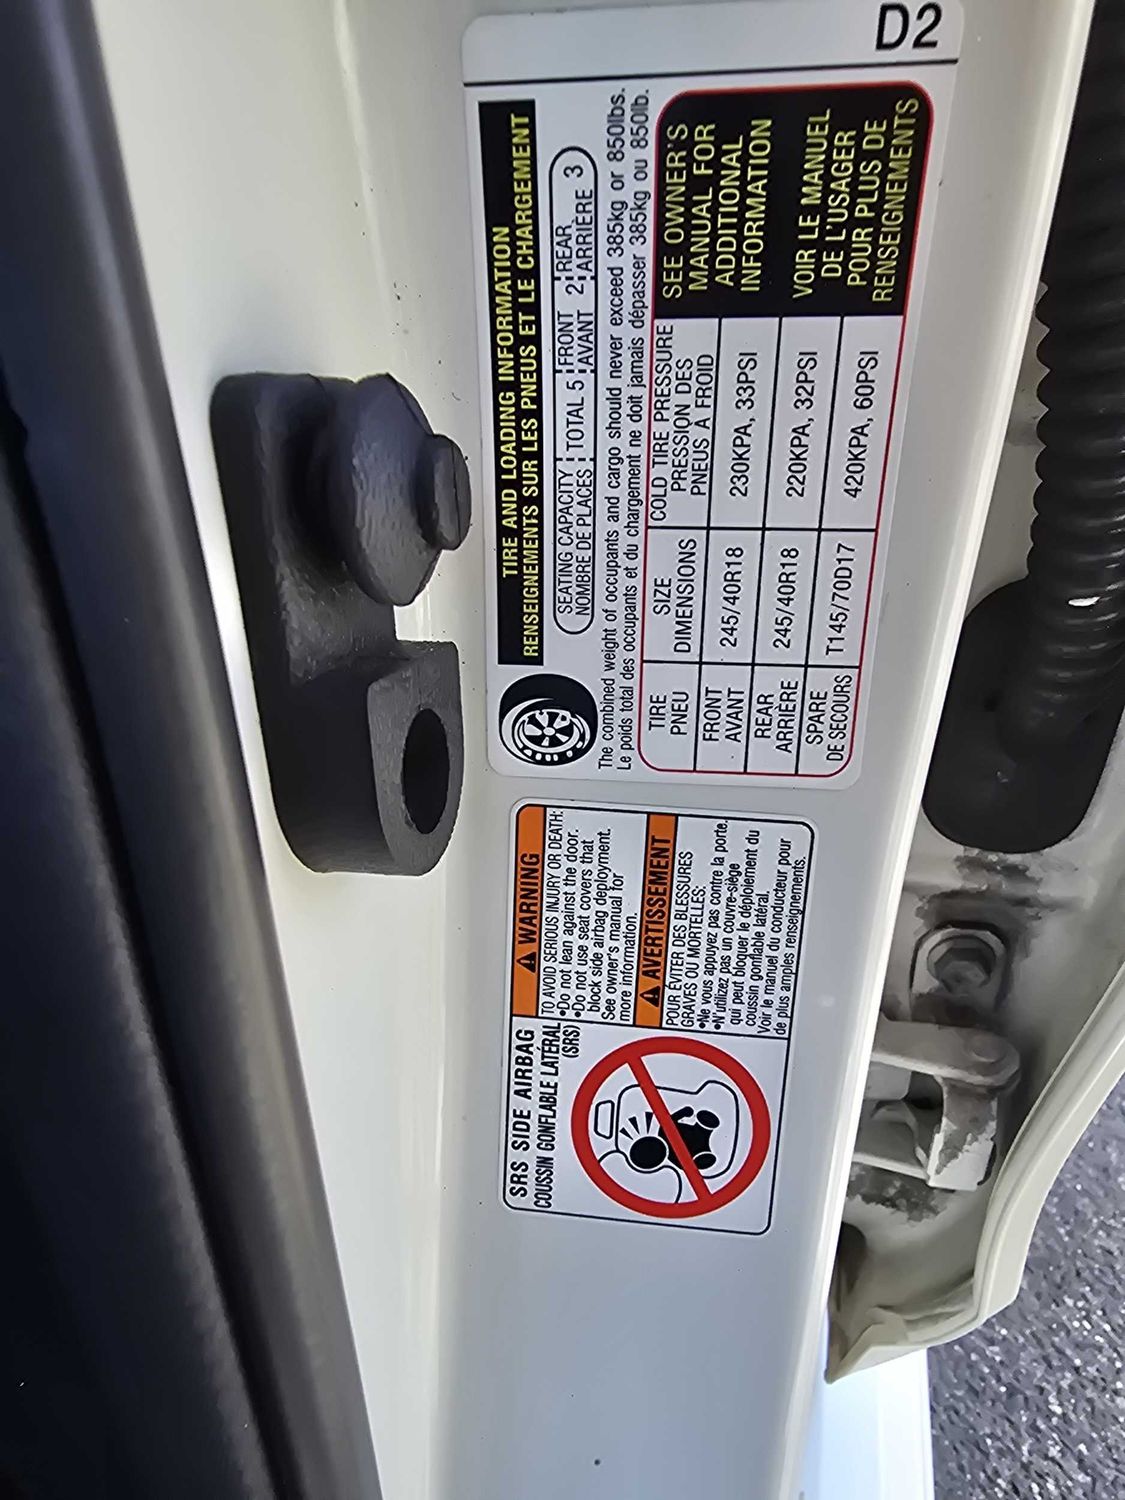 D2
TIRE AND LOADING INFORMATION
RENSEIGNEMENTS SUR LES PNEUS ET LE CHARGEMENT
SEATING CAPACITY TOTAL 5 FRONT 2 REAR 3
NOMBRE DE PLACES AVANT ARRIÈRE
The combined weight of occupants and cargo should never exceed 385kg or 850lbs.
Le poids total des occupants et du chargement ne doit jamais dépasser 385kg ou 850lb.
TIRE
PNEU
SIZE
DIMENSIONS
COLD TIRE PRESSURE
PRESSION DES
PNEUS À FROID
FRONT
AVANT
245/40R18
230KPA, 33PSI
REAR
ARRIÈRE
245/40R18
220KPA, 32PSI
SPARE
DE SECOURS
T145/70D17
420KPA, 60PSI
SEE OWNER'S
MANUAL FOR
ADDITIONAL
INFORMATION
VOIR LE MANUEL
DE L'USAGER
POUR PLUS DE
RENSEIGNEMENTS
SRS SIDE AIRBAG
COUSSIN GONFLABLE LATÉRAL
(SRS)
WARNING
TO AVOID SERIOUS INJURY OR DEATH:
•Do not lean against the door.
•Do not use seat covers that
block side airbag deployment.
See owner's manual for
more information.
AVERTISSEMENT
POUR ÉVITER DES BLESSURES
GRAVES OU MORTELLES:
•Ne vous appuyez pas contre la porte.
•N'utilizez pas un couvre-siège
qui peut bloquer le déploiement du
coussin gonflable latéral.
Voir le manuel du conducteur pour
de plus amples renseignements.